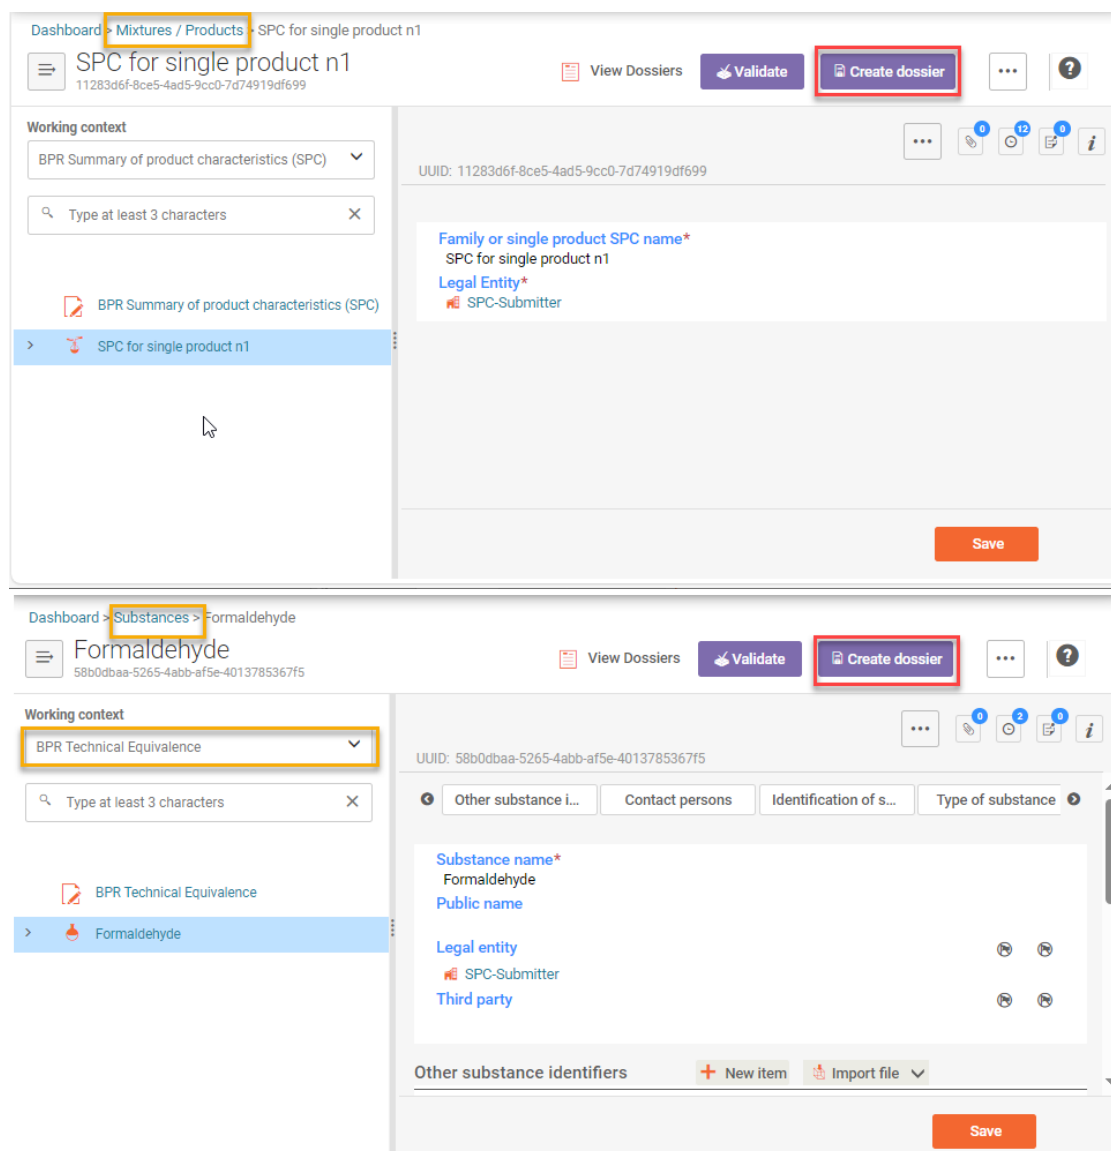 Dashboard > Mixtures / Products > SPC for single product n1
SPC for single product n1
11283d6f-8ce5-4ad5-9cc0-7d74919df699
View Dossiers
Validate
Create dossier
...
?
Working context
BPR Summary of product characteristics (SPC)
0
12
0
i
...
UUID: 11283d6f-8ce5-4ad5-9cc0-7d74919df699
Type at least 3 characters
Family or single product SPC name*
SPC for single product n1
Legal Entity*
SPC-Submitter
BPR Summary of product characteristics (SPC)
SPC for single product n1
Save
Dashboard > Substances > Formaldehyde
Formaldehyde
58b0dbaa-5265-4abb-af5e-4013785367f5
View Dossiers
Validate
Create dossier
...
?
Working context
BPR Technical Equivalence
...
0
2
0
i
UUID: 58b0dbaa-5265-4abb-af5e-4013785367f5
Type at least 3 characters
Other substance i...
Contact persons
Identification of s...
Type of substance
Substance name*
Formaldehyde
Public name
BPR Technical Equivalence
Formaldehyde
Legal entity
SPC-Submitter
Third party
Other substance identifiers
New item
Import file
Save